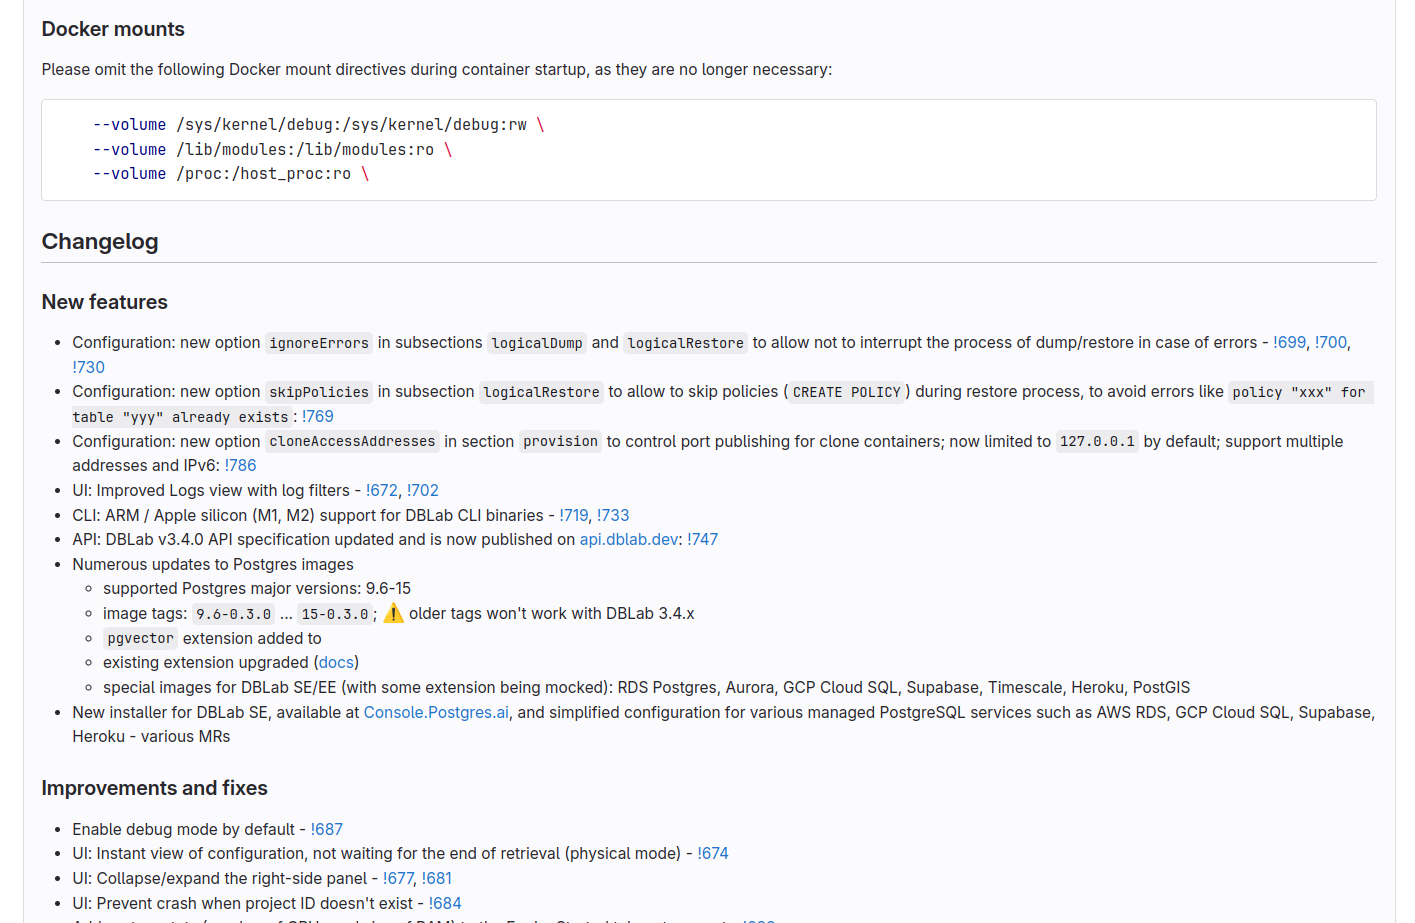 Docker mounts
Please omit the following Docker mount directives during container startup, as they are no longer necessary:
--volume /sys/kernel/debug:/sys/kernel/debug:rw \
--volume /lib/modules:/lib/modules:ro \
--volume /proc:/host_proc:ro \
Changelog
New features
• Configuration: new option ignoreErrors in subsections logicalDump and logicalRestore to allow not to interrupt the process of dump/restore in case of errors - !699, !700,
!730
• Configuration: new option skipPolicies in subsection logicalRestore to allow to skip policies (CREATE POLICY) during restore process, to avoid errors like policy "xxx" for
table "yyy" already exists: !769
• Configuration: new option cloneAccessAddresses in section provision to control port publishing for clone containers; now limited to 127.0.0.1 by default; support multiple
addresses and IPv6: !786
• UI: Improved Logs view with log filters - !672, !702
• CLI: ARM / Apple silicon (M1, M2) support for DBLab CLI binaries - !719, !733
• API: DBLab v3.4.0 API specification updated and is now published on api.dblab.dev: !747
• Numerous updates to Postgres images
◦ supported Postgres major versions: 9.6-15
◦ image tags: 9.6-0.3.0 ... 15-0.3.0; ⚠️ older tags won't work with DBLab 3.4.x
◦ pgvector extension added to
◦ existing extension upgraded (docs)
◦ special images for DBLab SE/EE (with some extension being mocked): RDS Postgres, Aurora, GCP Cloud SQL, Supabase, Timescale, Heroku, PostGIS
• New installer for DBLab SE, available at Console.Postgres.ai, and simplified configuration for various managed PostgreSQL services such as AWS RDS, GCP Cloud SQL, Supabase,
Heroku - various MRs
Improvements and fixes
• Enable debug mode by default - !687
• UI: Instant view of configuration, not waiting for the end of retrieval (physical mode) - !674
• UI: Collapse/expand the right-side panel - !677, !681
• UI: Prevent crash when project ID doesn't exist - !684